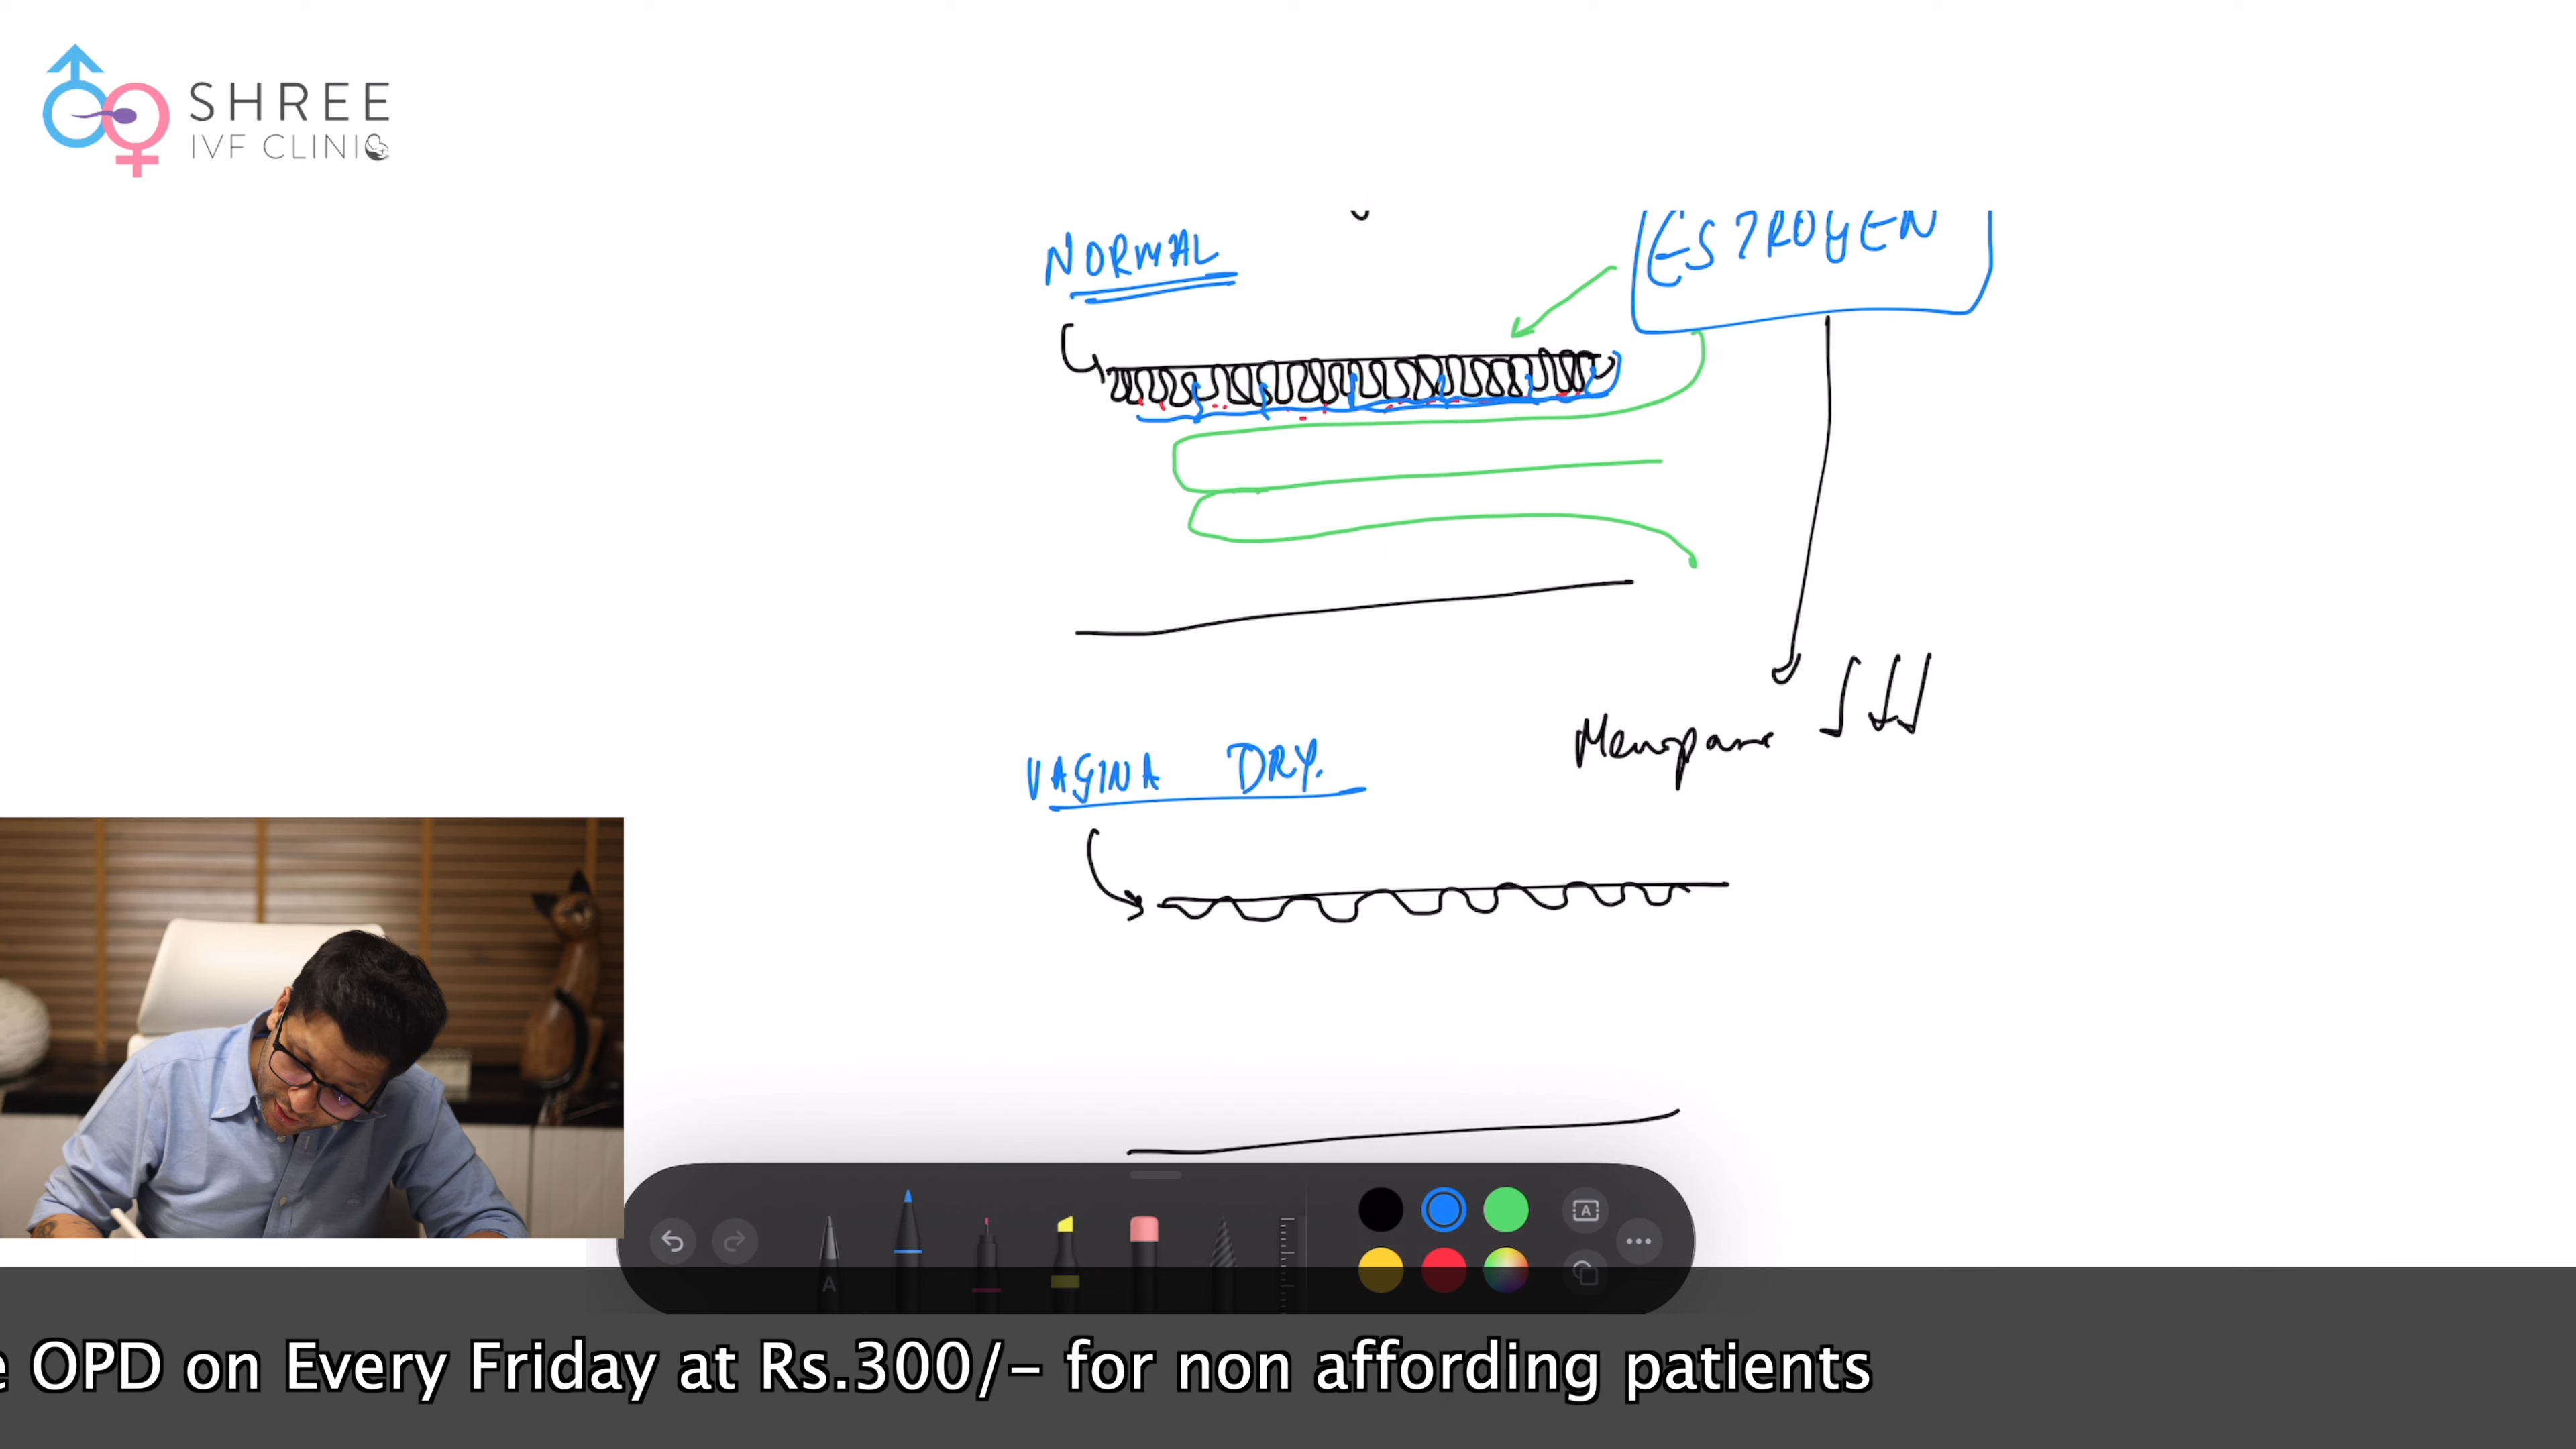 SHREE
IVF CLINIC
ESTROGEN
NORMAL
Menopause
VAGINA DRY.
A
A
e OPD on Every Friday at Rs.300/- for non affording patients